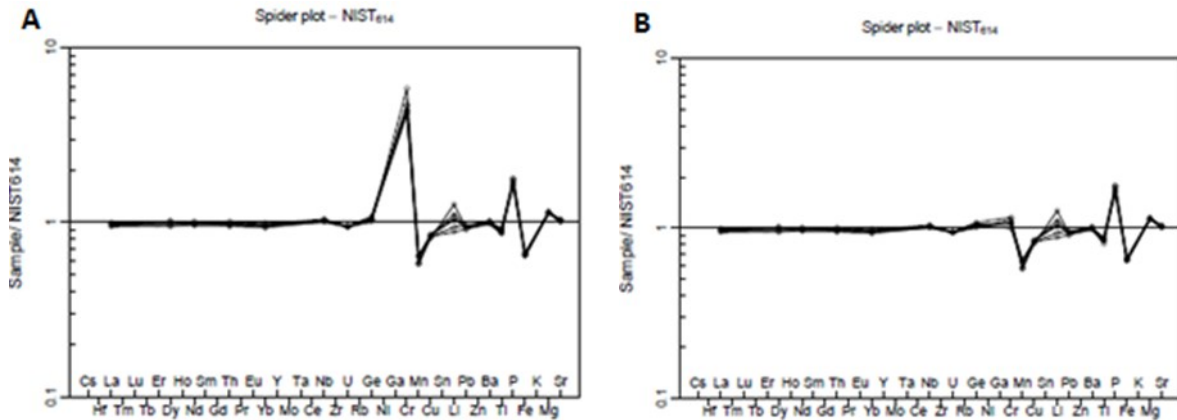 A
Spider plot – NIST614
Sample/ NIST614
10
1
0.1
Cs La Lu Er Ho Sm Th Eu Y Ta Nb U Ge Ga Mn Sn Pb Ba P K Sr
Hf Tm Tb Dy Nd Gd Pr Yb Mo Ce Zr Rb Ni Cr Cu Li Zn Tl Fe Mg
B
Spider plot – NIST614
Sample/ NIST614
10
1
0.1
Cs La Lu Er Ho Sm Th Eu Y Ta Nb U Ge Ga Mn Sn Pb Ba P K Sr
Hf Tm Tb Dy Nd Gd Pr Yb Mo Ce Zr Rb Ni Cr Cu Li Zn Tl Fe Mg